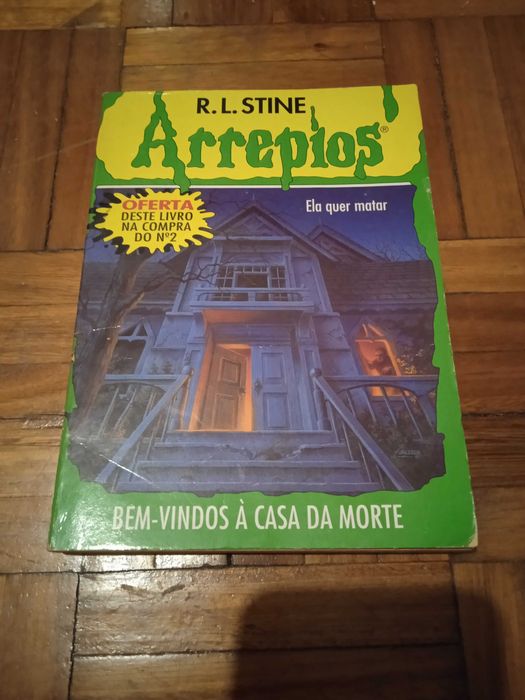 R. L. STINE
Arrepios®
OFERTA
DESTE LIVRO
NA COMPRA
DO Nº2
Ela quer matar
BEM-VINDOS À CASA DA MORTE